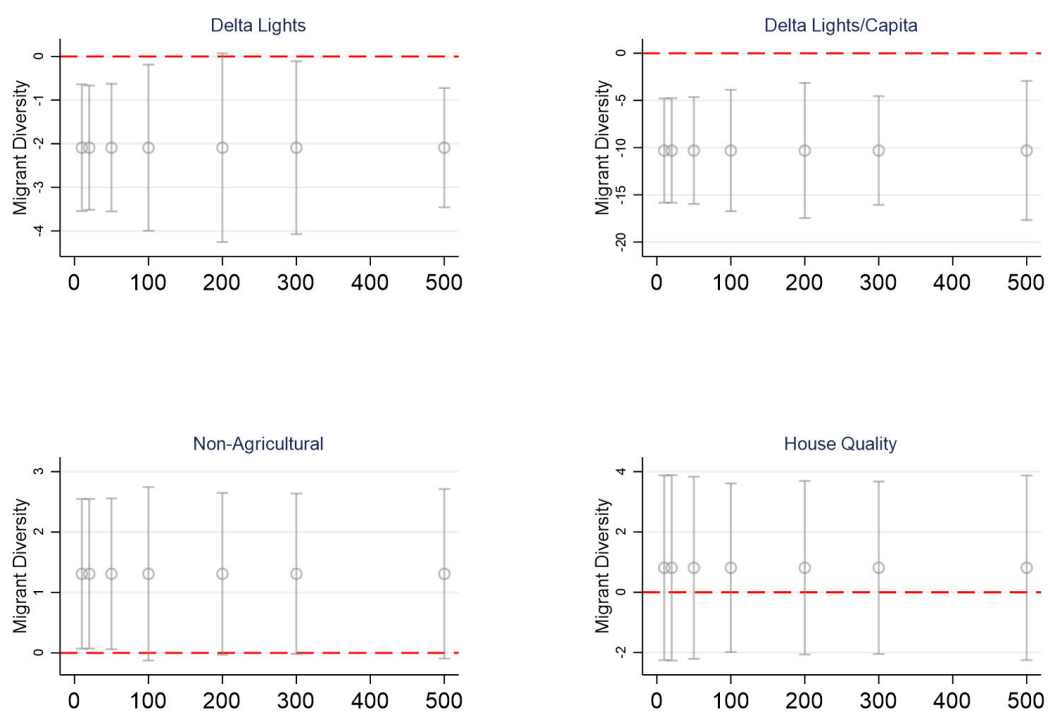 Delta Lights
Migrant Diversity
0
-1
-2
-3
-4
0 100 200 300 400 500
Delta Lights/Capita
Migrant Diversity
0
-5
-10
-15
-20
0 100 200 300 400 500
Non-Agricultural
Migrant Diversity
3
2
1
0
0 100 200 300 400 500
House Quality
Migrant Diversity
4
2
0
-2
0 100 200 300 400 500